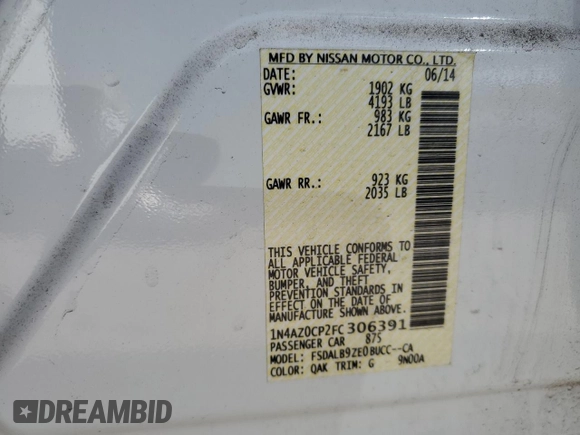 MFD BY NISSAN MOTOR CO., LTD.
DATE: 06/14
GVWR: 1902 KG
4193 LB
GAWR FR.: 983 KG
2167 LB
GAWR RR.: 923 KG
2035 LB
THIS VEHICLE CONFORMS TO
ALL APPLICABLE FEDERAL
MOTOR VEHICLE SAFETY,
BUMPER, AND THEFT
PREVENTION STANDARDS IN
EFFECT ON THE DATE OF
MANUFACTURE SHOWN ABOVE.
1N4AZ0CP2FC306391
PASSENGER CAR 875
MODEL: FSDALB9ZE0BUCC--CA
COLOR: QAK TRIM: G 9N00A
DREAMBID
.COM